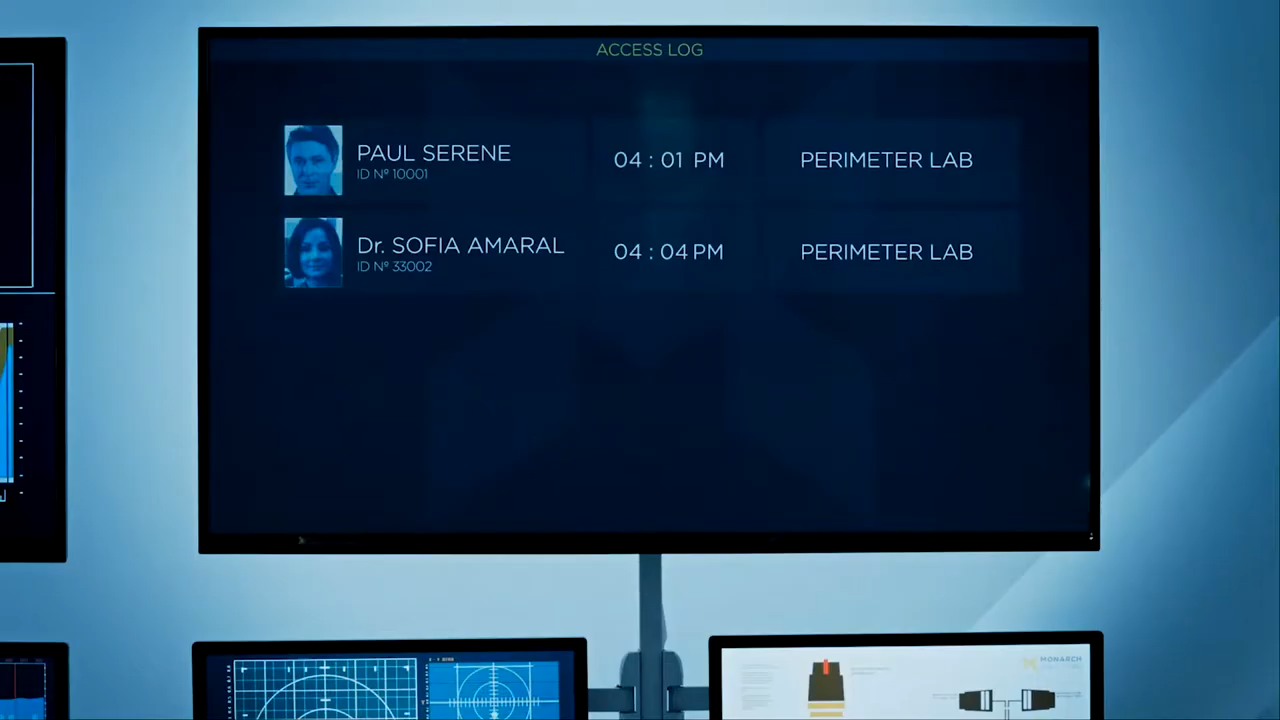 ACCESS LOG
PAUL SERENE
ID Nº 10001
04 : 01 PM
PERIMETER LAB
Dr. SOFIA AMARAL
ID Nº 33002
04 : 04 PM
PERIMETER LAB
MONARCH